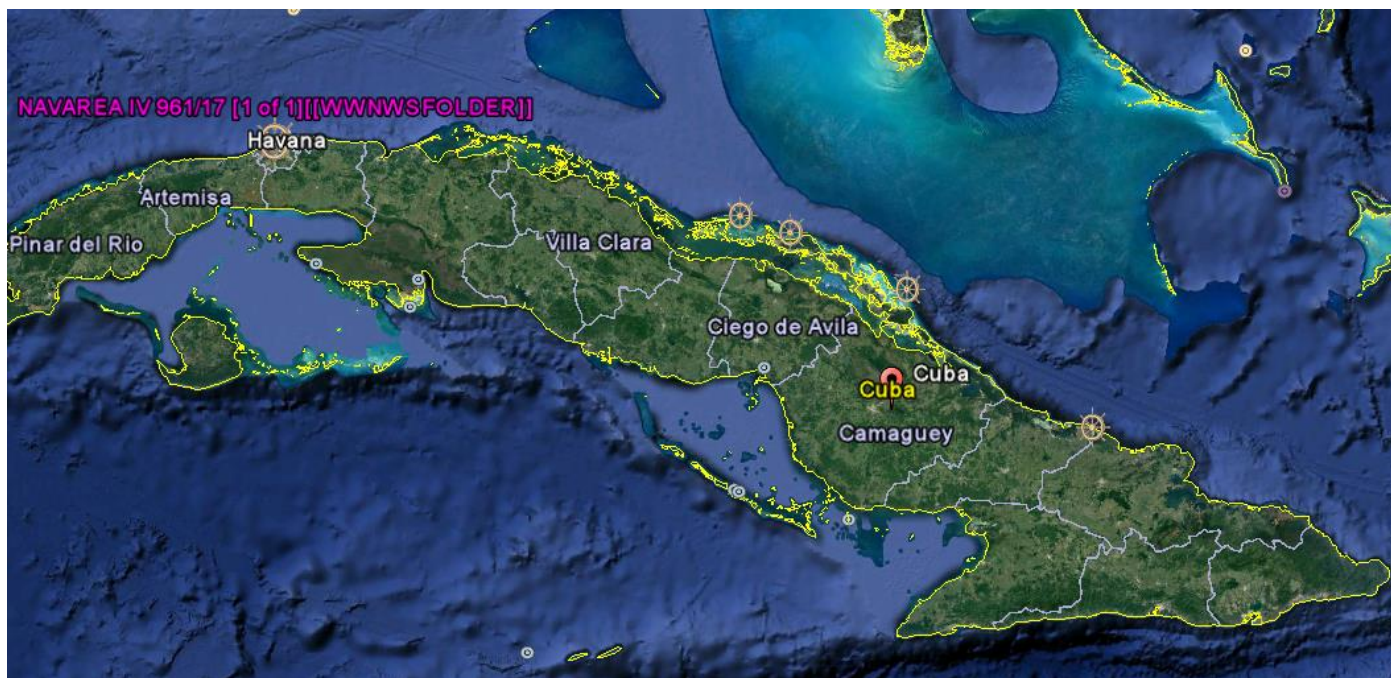 NAVAREA IV 961/17 [1 of 1][[WWNWSFOLDER]]
Havana
Artemisa
Pinar del Rio
Villa Clara
Ciego de Avila
Cuba
Cuba
Camaguey